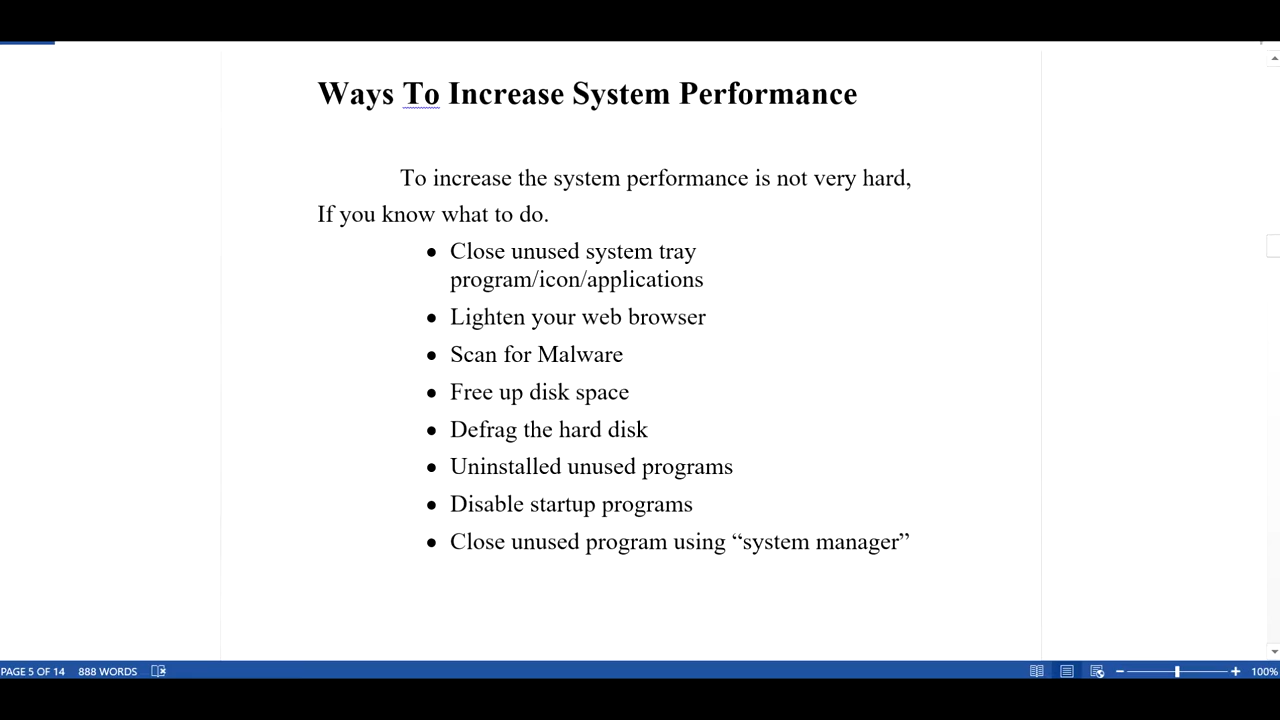 Ways To Increase System Performance
To increase the system performance is not very hard,
If you know what to do.
• Close unused system tray
program/icon/applications
• Lighten your web browser
• Scan for Malware
• Free up disk space
• Defrag the hard disk
• Uninstalled unused programs
• Disable startup programs
• Close unused program using “system manager”
PAGE 5 OF 14 888 WORDS 100%